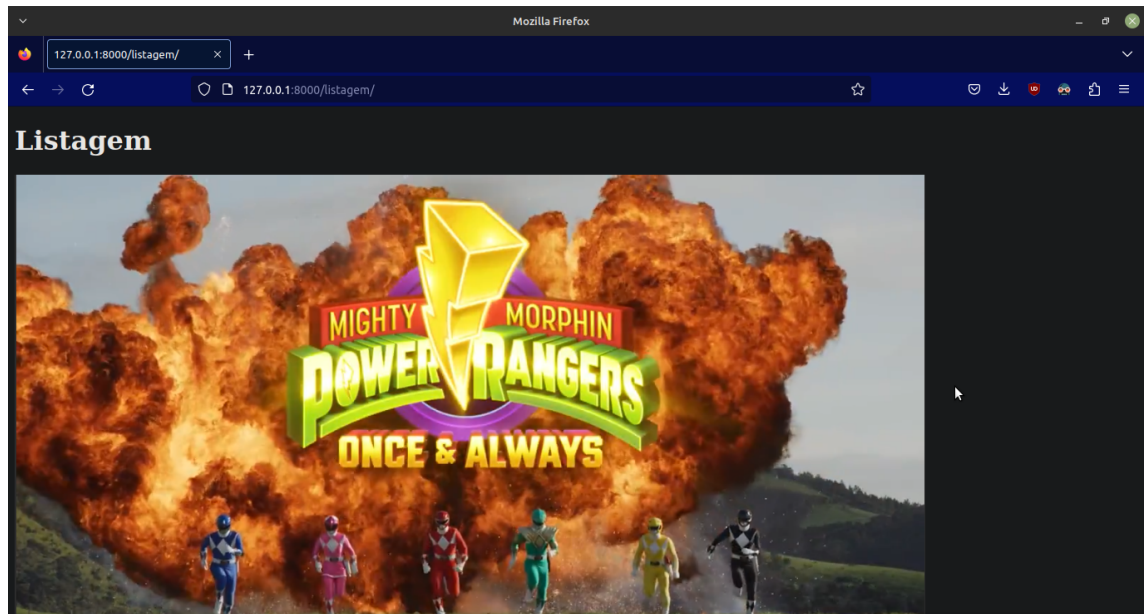 Mozilla Firefox
127.0.0.1:8000/listagem/
127.0.0.1:8000/listagem/
Listagem
MIGHTY MORPHIN
POWER RANGERS
ONCE & ALWAYS